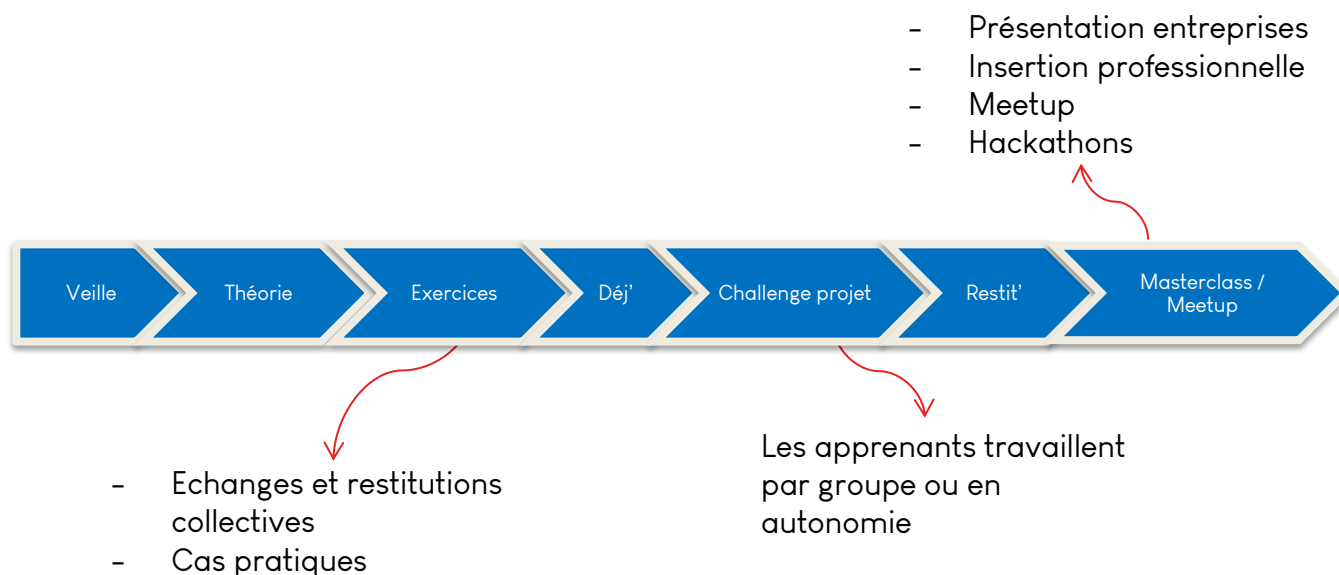 - Présentation entreprises
- Insertion professionnelle
- Meetup
- Hackathons
Veille
Théorie
Exercices
Déj’
Challenge projet
Restit’
Masterclass /
Meetup
- Echanges et restitutions
collectives
- Cas pratiques
Les apprenants travaillent
par groupe ou en
autonomie